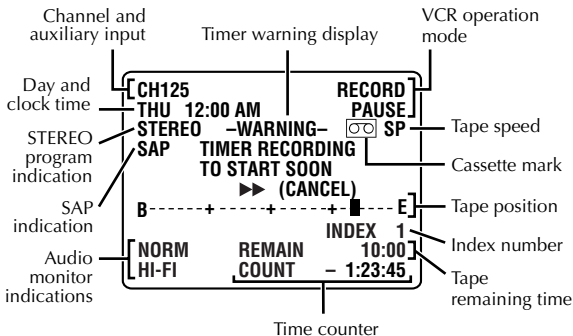 Channel and
auxiliary input
Timer warning display
VCR operation
mode
Day and
clock time
STEREO
program
indication
SAP
indication
Audio
monitor
indications
CH125
THU 12:00 AM
STEREO
SAP
–WARNING–
TIMER RECORDING
TO START SOON
►► (CANCEL)
RECORD
PAUSE
SP
B-----+----+----+-- E
INDEX 1
NORM REMAIN 10:00
HI-FI COUNT – 1:23:45
Tape speed
Cassette mark
Tape position
Index number
Tape
remaining time
Time counter